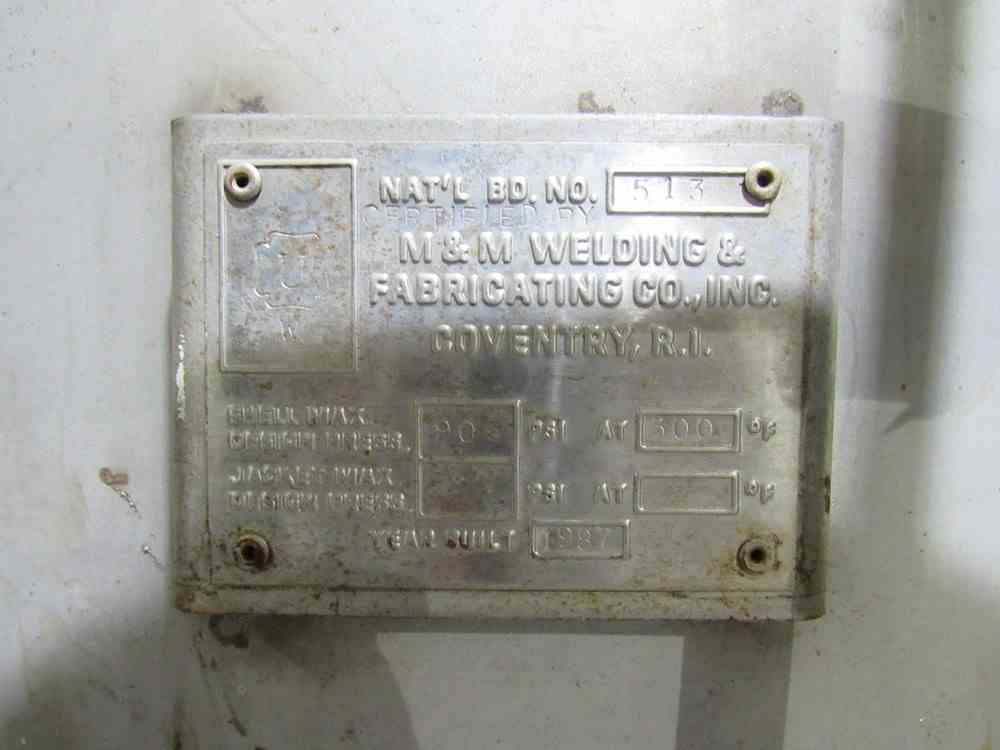 NAT'L BD. NO. 513
CERTIFIED BY
M & M WELDING &
FABRICATING CO., INC.
COVENTRY, R.I.
U
W
SHELL MAX.
DESIGN PRESS. PSI AT 300 °F
JACKET MAX.
DESIGN PRESS. PSI AT °F
YEAR BUILT 1987